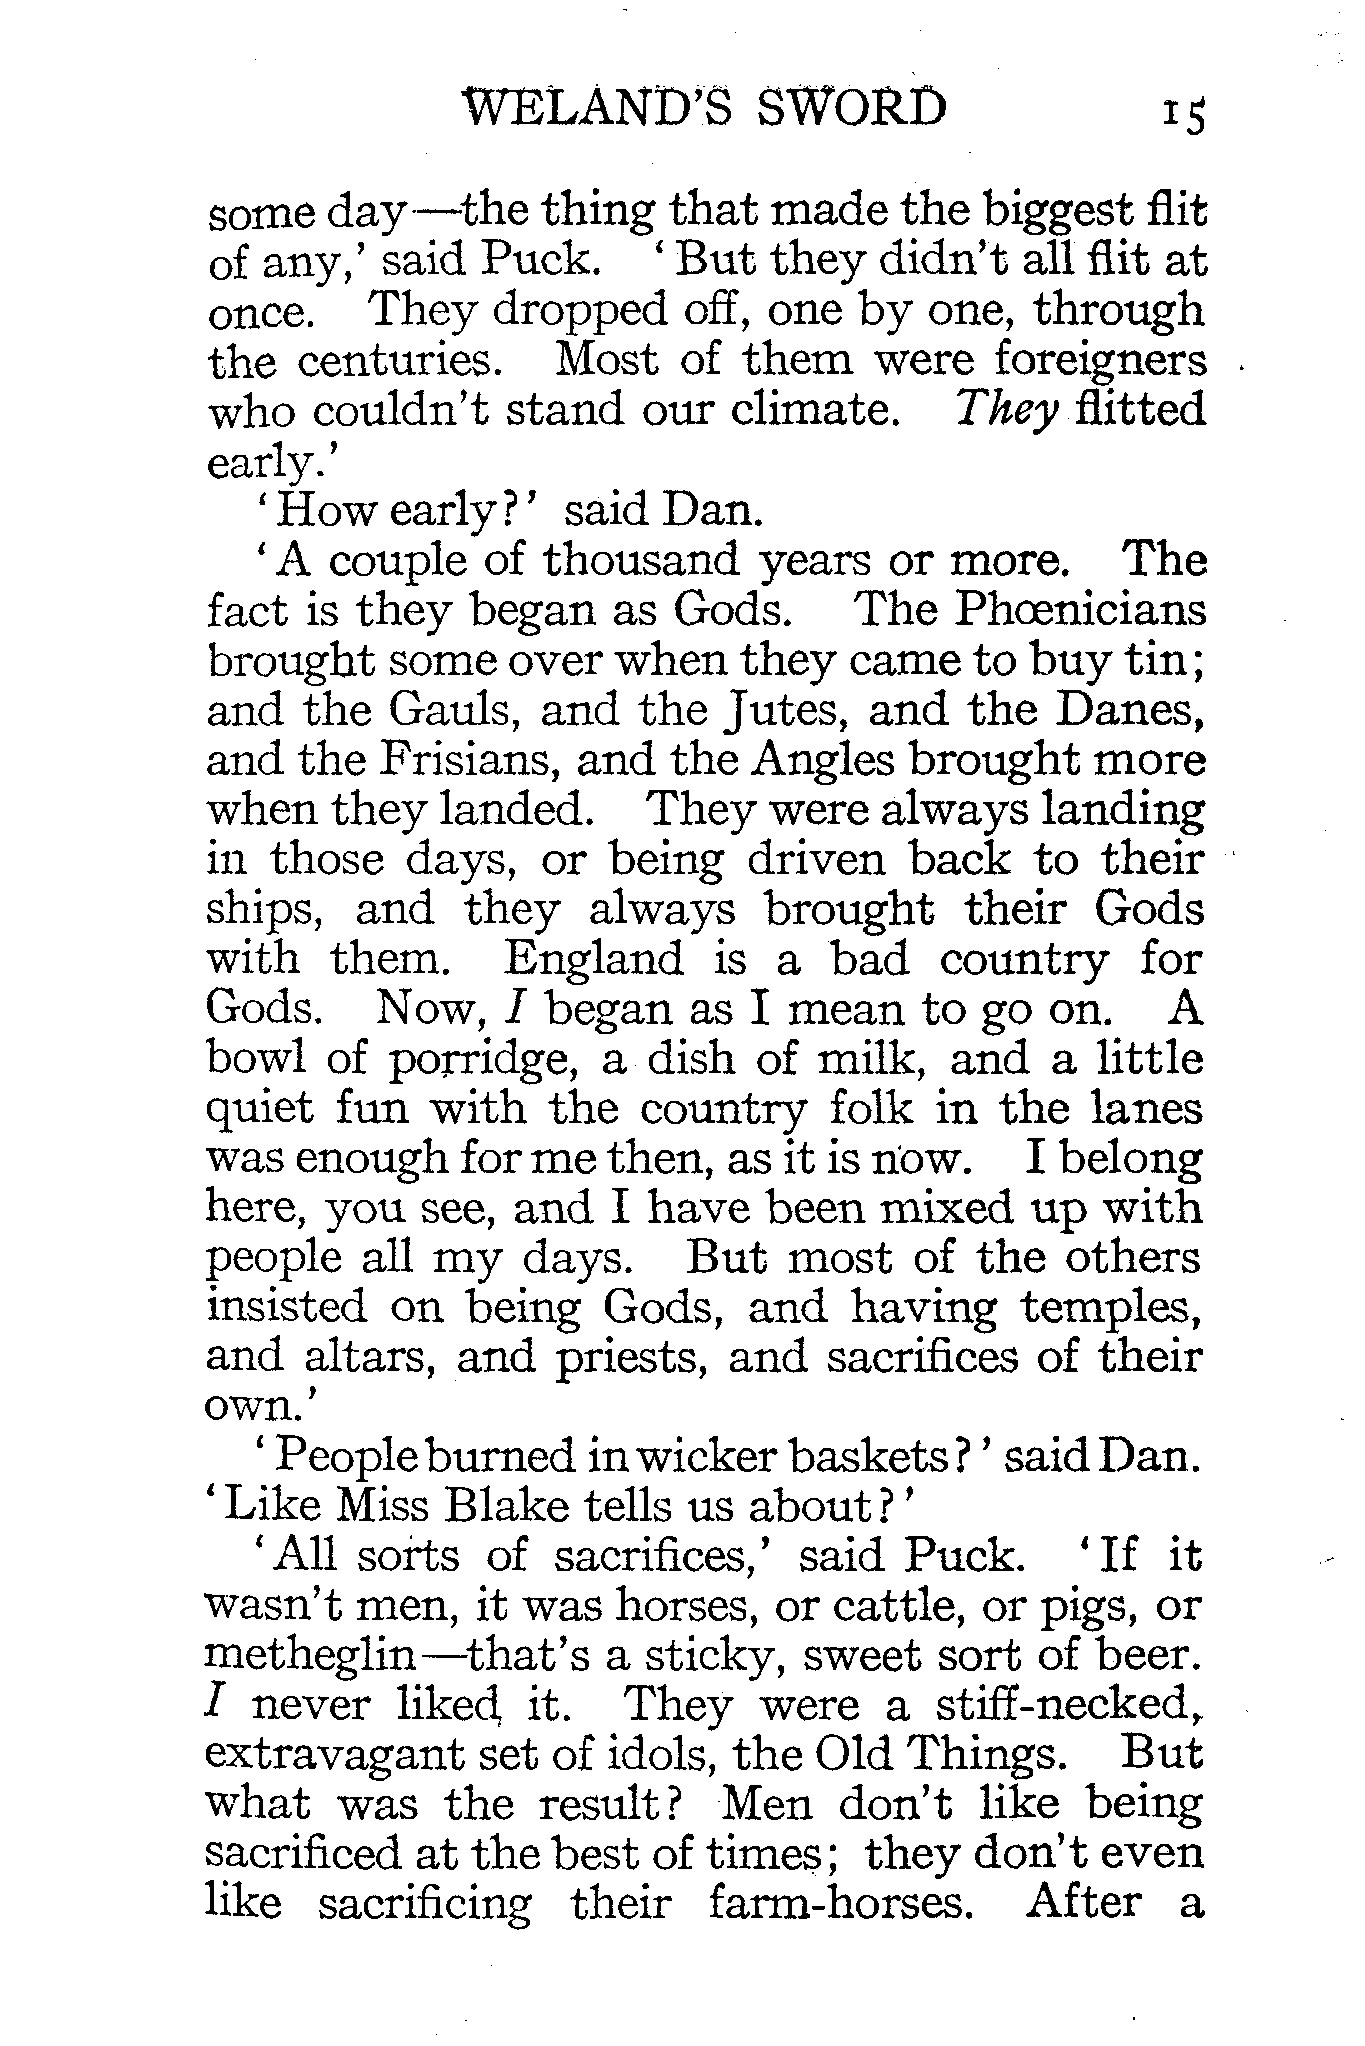 WELAND'S SWORD 15
some day—the thing that made the biggest flit
of any,' said Puck. 'But they didn't all flit at
once. They dropped off, one by one, through
the centuries. Most of them were foreigners
who couldn't stand our climate. They flitted
early.'
'How early?' said Dan.
'A couple of thousand years or more. The
fact is they began as Gods. The Phœnicians
brought some over when they came to buy tin;
and the Gauls, and the Jutes, and the Danes,
and the Frisians, and the Angles brought more
when they landed. They were always landing
in those days, or being driven back to their
ships, and they always brought their Gods
with them. England is a bad country for
Gods. Now, I began as I mean to go on. A
bowl of porridge, a dish of milk, and a little
quiet fun with the country folk in the lanes
was enough for me then, as it is now. I belong
here, you see, and I have been mixed up with
people all my days. But most of the others
insisted on being Gods, and having temples,
and altars, and priests, and sacrifices of their
own.'
'People burned in wicker baskets?' said Dan.
'Like Miss Blake tells us about?'
'All sorts of sacrifices,' said Puck. 'If it
wasn't men, it was horses, or cattle, or pigs, or
metheglin—that's a sticky, sweet sort of beer.
I never liked it. They were a stiff-necked,
extravagant set of idols, the Old Things. But
what was the result? Men don't like being
sacrificed at the best of times; they don't even
like sacrificing their farm-horses. After a